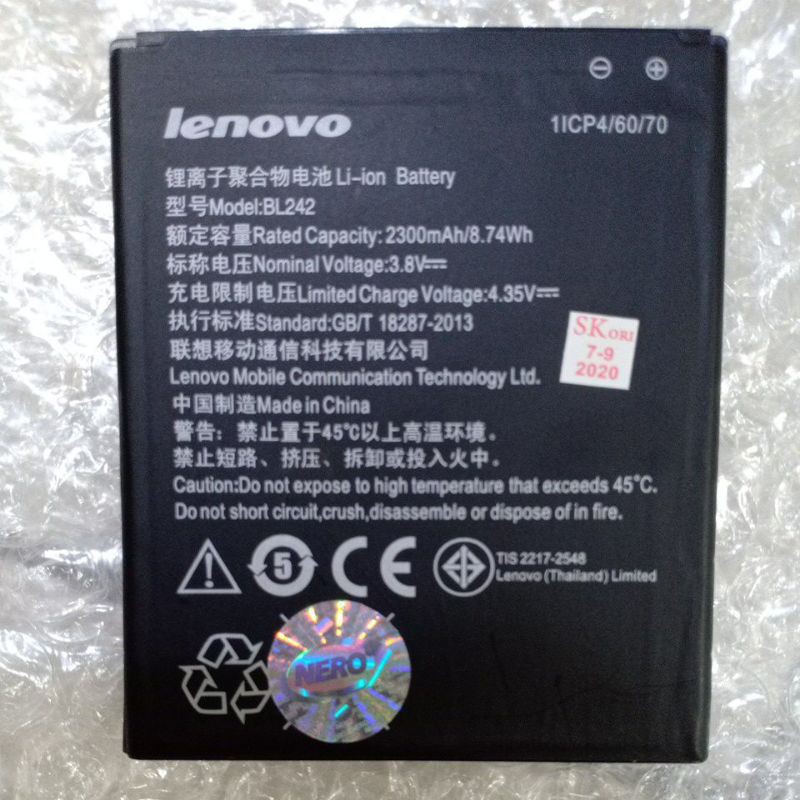 lenovo
1ICP4/60/70
锂离子聚合物电池 Li-ion Battery
型号Model:BL242
额定容量Rated Capacity: 2300mAh/8.74Wh
标称电压Nominal Voltage:3.8V
充电限制电压Limited Charge Voltage:4.35V
执行标准Standard:GB/T 18287-2013
联想移动通信科技有限公司
Lenovo Mobile Communication Technology Ltd.
中国制造Made in China
警告：禁止置于45℃以上高温环境。
禁止短路、挤压、拆卸或投入火中。
Caution:Do not expose to high temperature that exceeds 45°C.
Do not short circuit,crush,disassemble or dispose of in fire.
SK ORI
7-9
2020
5
CE
TIS 2217-2548
Lenovo (Thailand) Limited
NERO